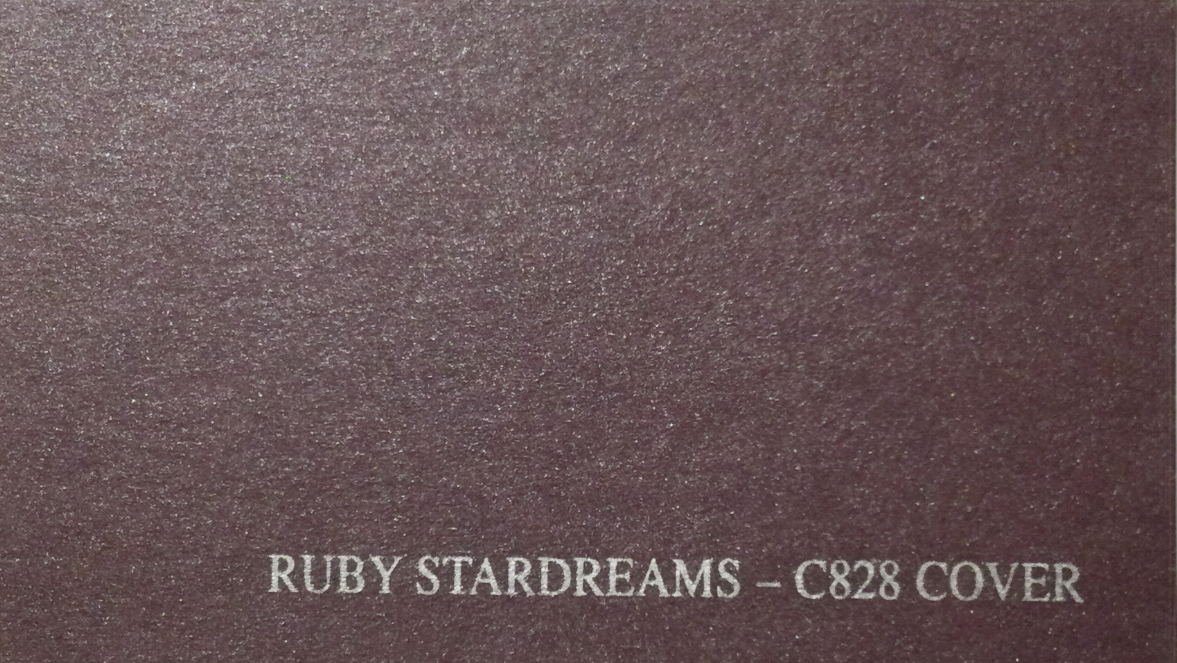 RUBY STARDREAMS – C828 COVER